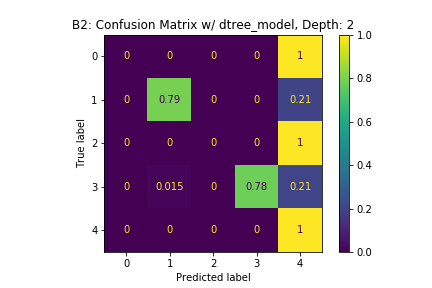 B2: Confusion Matrix w/ dtree_model, Depth: 2
True label
0 0 0 0 0 1
1 0 0.79 0 0 0.21
2 0 0 0 0 1
3 0 0.015 0 0.78 0.21
4 0 0 0 0 1
0 1 2 3 4
Predicted label
1.0
0.8
0.6
0.4
0.2
0.0